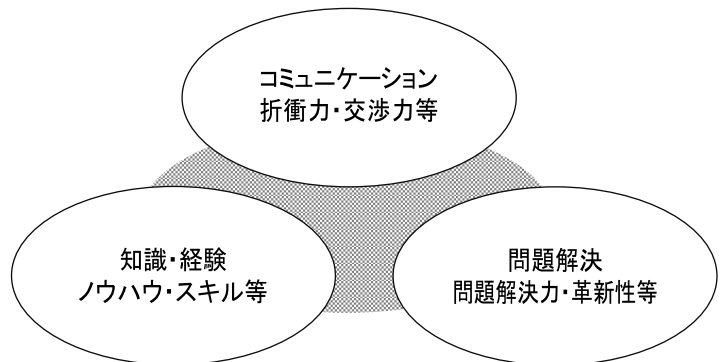 コミュニケーション
折衝力・交渉力等
知識・経験
ノウハウ・スキル等
問題解決
問題解決力・革新性等